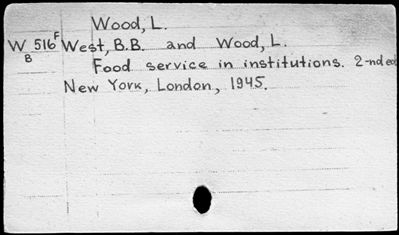 Wood, L.
W 516F West, B.B. and Wood, L.
B
Food service in institutions. 2-nd ed
New York, London, 1945.